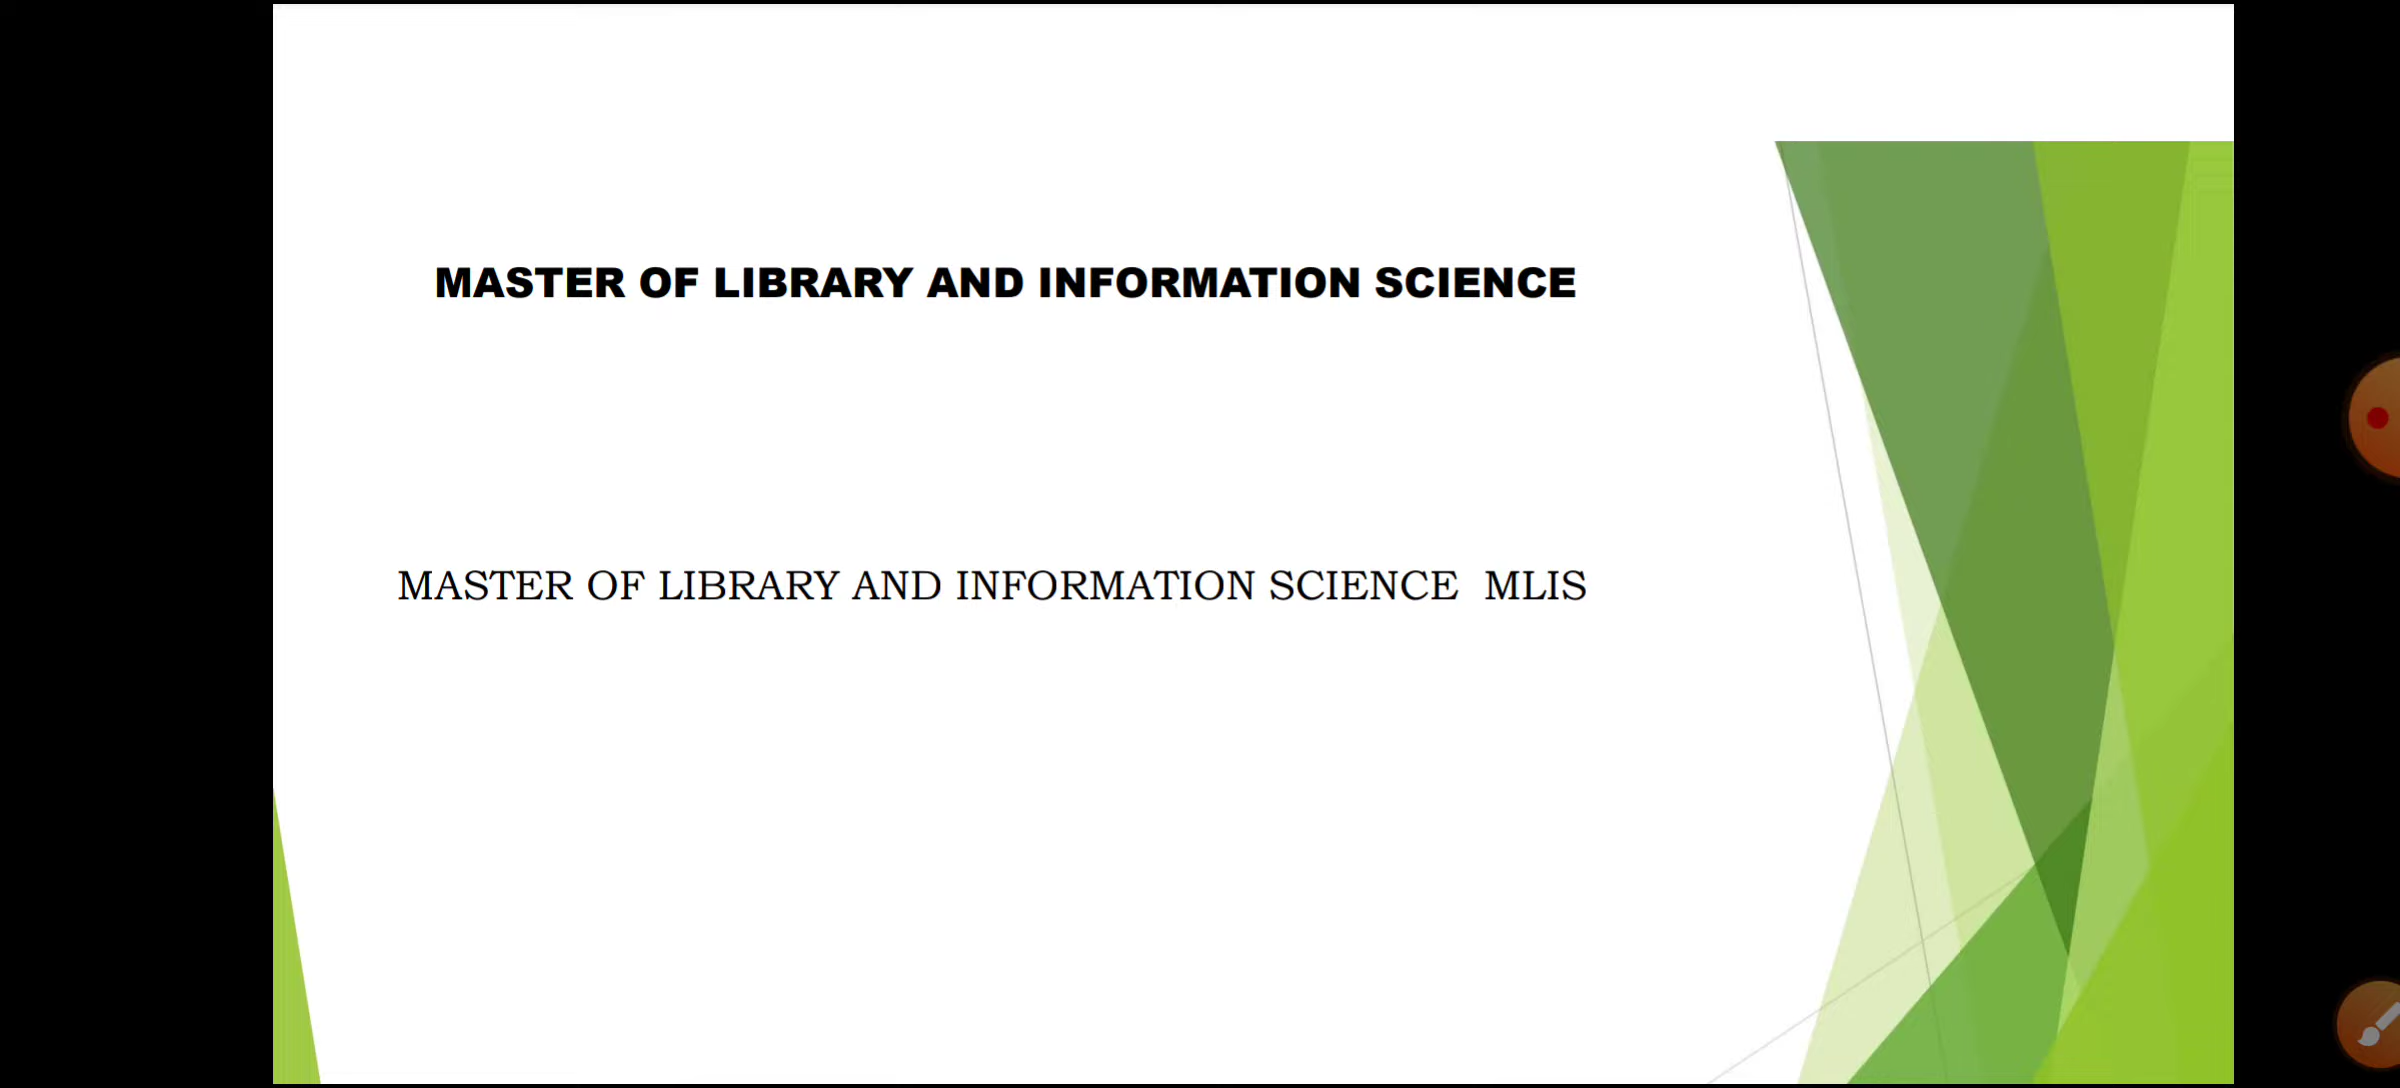 MASTER OF LIBRARY AND INFORMATION SCIENCE
MASTER OF LIBRARY AND INFORMATION SCIENCE  MLIS